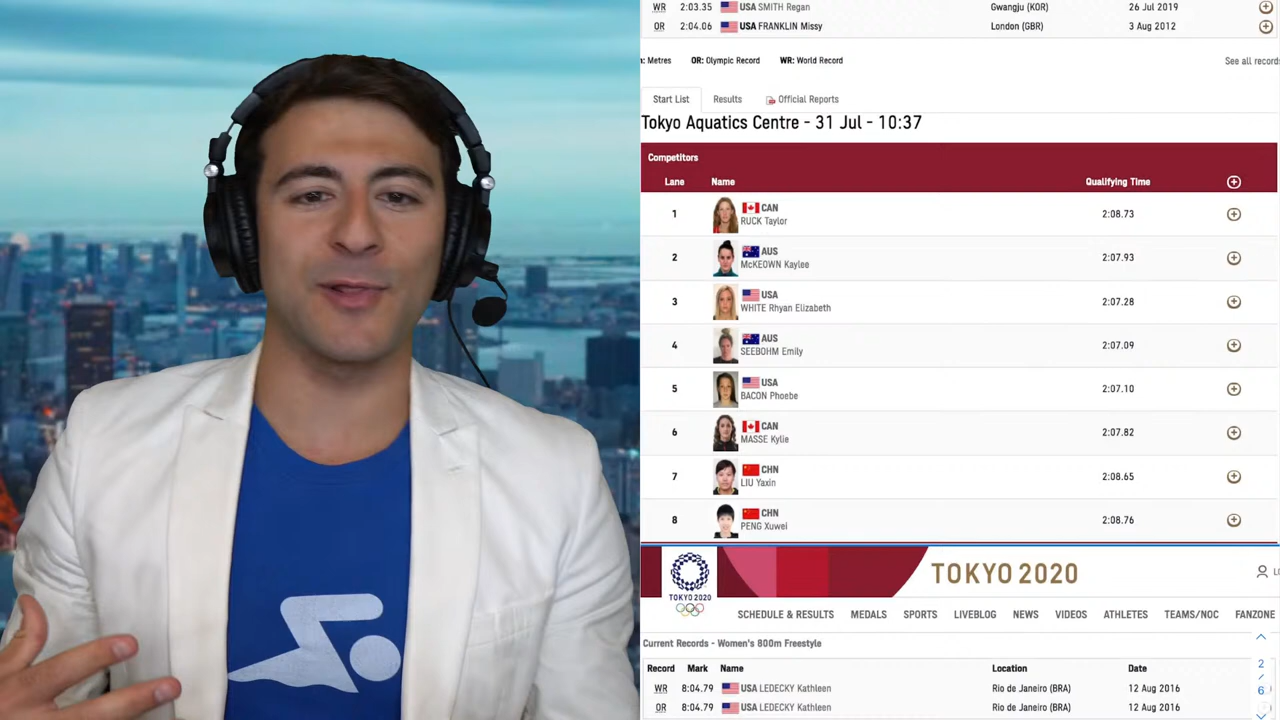 WR 2:03.35 USA SMITH Regan Gwangju (KOR) 26 Jul 2019
OR 2:04.06 USA FRANKLIN Missy London (GBR) 3 Aug 2012
: Metres OR: Olympic Record WR: World Record See all records
Start List Results Official Reports
Tokyo Aquatics Centre - 31 Jul - 10:37
Competitors
Lane Name Qualifying Time
1 CAN RUCK Taylor 2:08.73
2 AUS McKEOWN Kaylee 2:07.93
3 USA WHITE Rhyan Elizabeth 2:07.28
4 AUS SEEBOHM Emily 2:07.09
5 USA BACON Phoebe 2:07.10
6 CAN MASSE Kylie 2:07.82
7 CHN LIU Yaxin 2:08.65
8 CHN PENG Xuwei 2:08.76
TOKYO 2020
TOKYO 2020 LO
SCHEDULE & RESULTS MEDALS SPORTS LIVEBLOG NEWS VIDEOS ATHLETES TEAMS/NOC FANZONE
Current Records - Women's 800m Freestyle
Record Mark Name Location Date
WR 8:04.79 USA LEDECKY Kathleen Rio de Janeiro (BRA) 12 Aug 2016
OR 8:04.79 USA LEDECKY Kathleen Rio de Janeiro (BRA) 12 Aug 2016
2
/
6